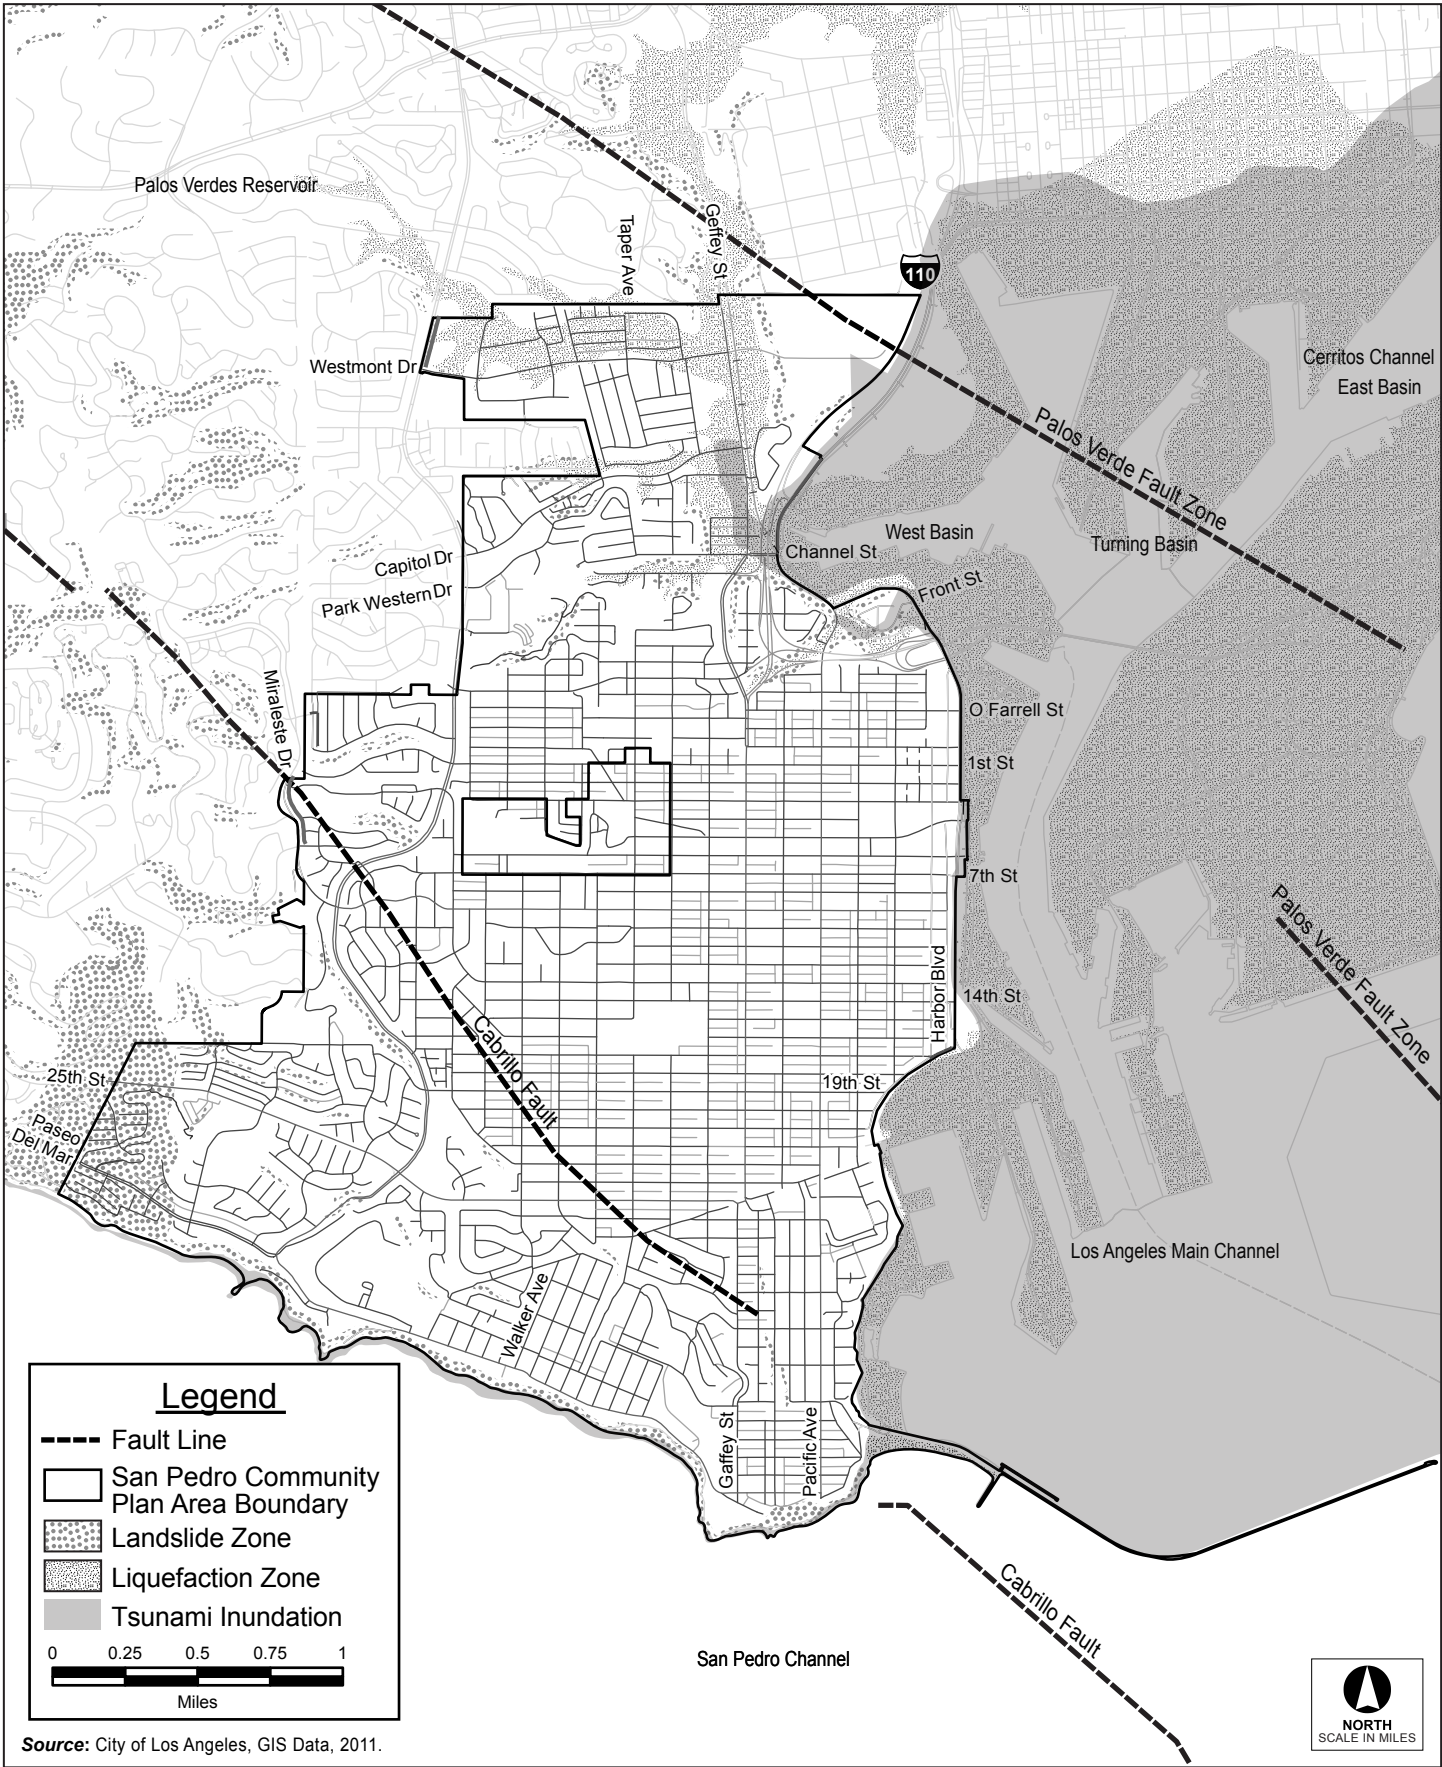 Palos Verdes Reservoir
Taper Ave
Geffey St
110
Westmont Dr
Cerritos Channel
East Basin
Palos Verde Fault Zone
West Basin
Turning Basin
Channel St
Capitol Dr
Front St
Park Western Dr
Miraleste Dr
O Farrell St
1st St
7th St
Palos Verde Fault Zone
Harbor Blvd
14th St
Cabrillo Fault
25th St
19th St
Paseo
Del Mar
Los Angeles Main Channel
Walker Ave
Gaffey St
Pacific Ave
Legend
Fault Line
San Pedro Community
Plan Area Boundary
Landslide Zone
Liquefaction Zone
Tsunami Inundation
0 0.25 0.5 0.75 1
Miles
Cabrillo Fault
San Pedro Channel
NORTH
SCALE IN MILES
Source: City of Los Angeles, GIS Data, 2011.